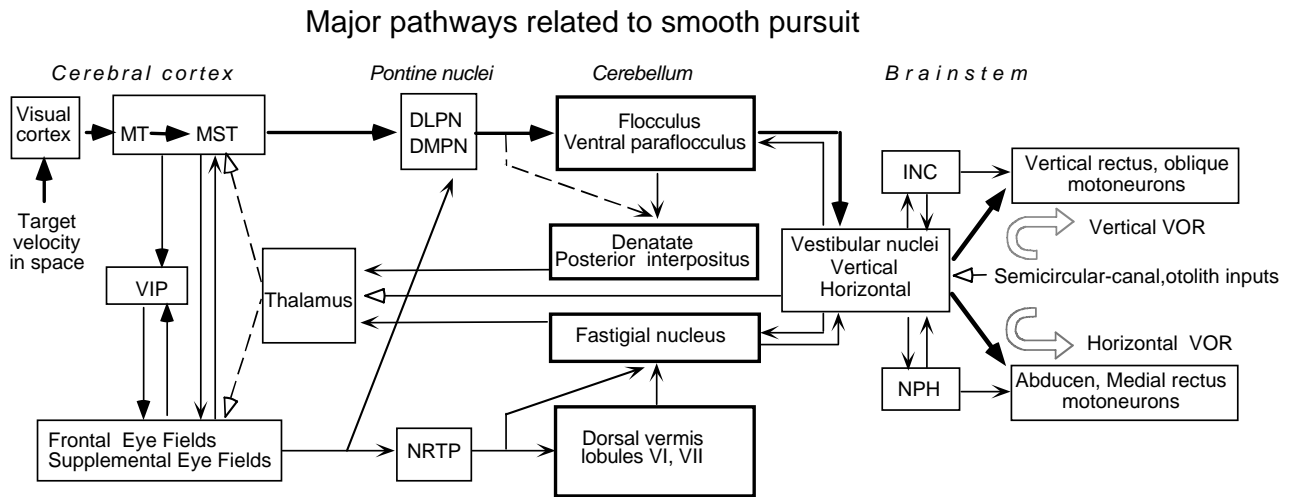 Major pathways related to smooth pursuit
Cerebral cortex
Pontine nuclei
Cerebellum
Brainstem
Visual
cortex
MT
MST
DLPN
DMPN
Flocculus
Ventral paraflocculus
INC
Vertical rectus, oblique
motoneurons
Target
velocity
in space
Vertical VOR
Denatate
Posterior interpositus
Vestibular nuclei
Vertical
Horizontal
Semicircular-canal,otolith inputs
VIP
Thalamus
Fastigial nucleus
Horizontal VOR
NPH
Abducen, Medial rectus
motoneurons
Frontal Eye Fields
Supplemental Eye Fields
NRTP
Dorsal vermis
lobules VI, VII